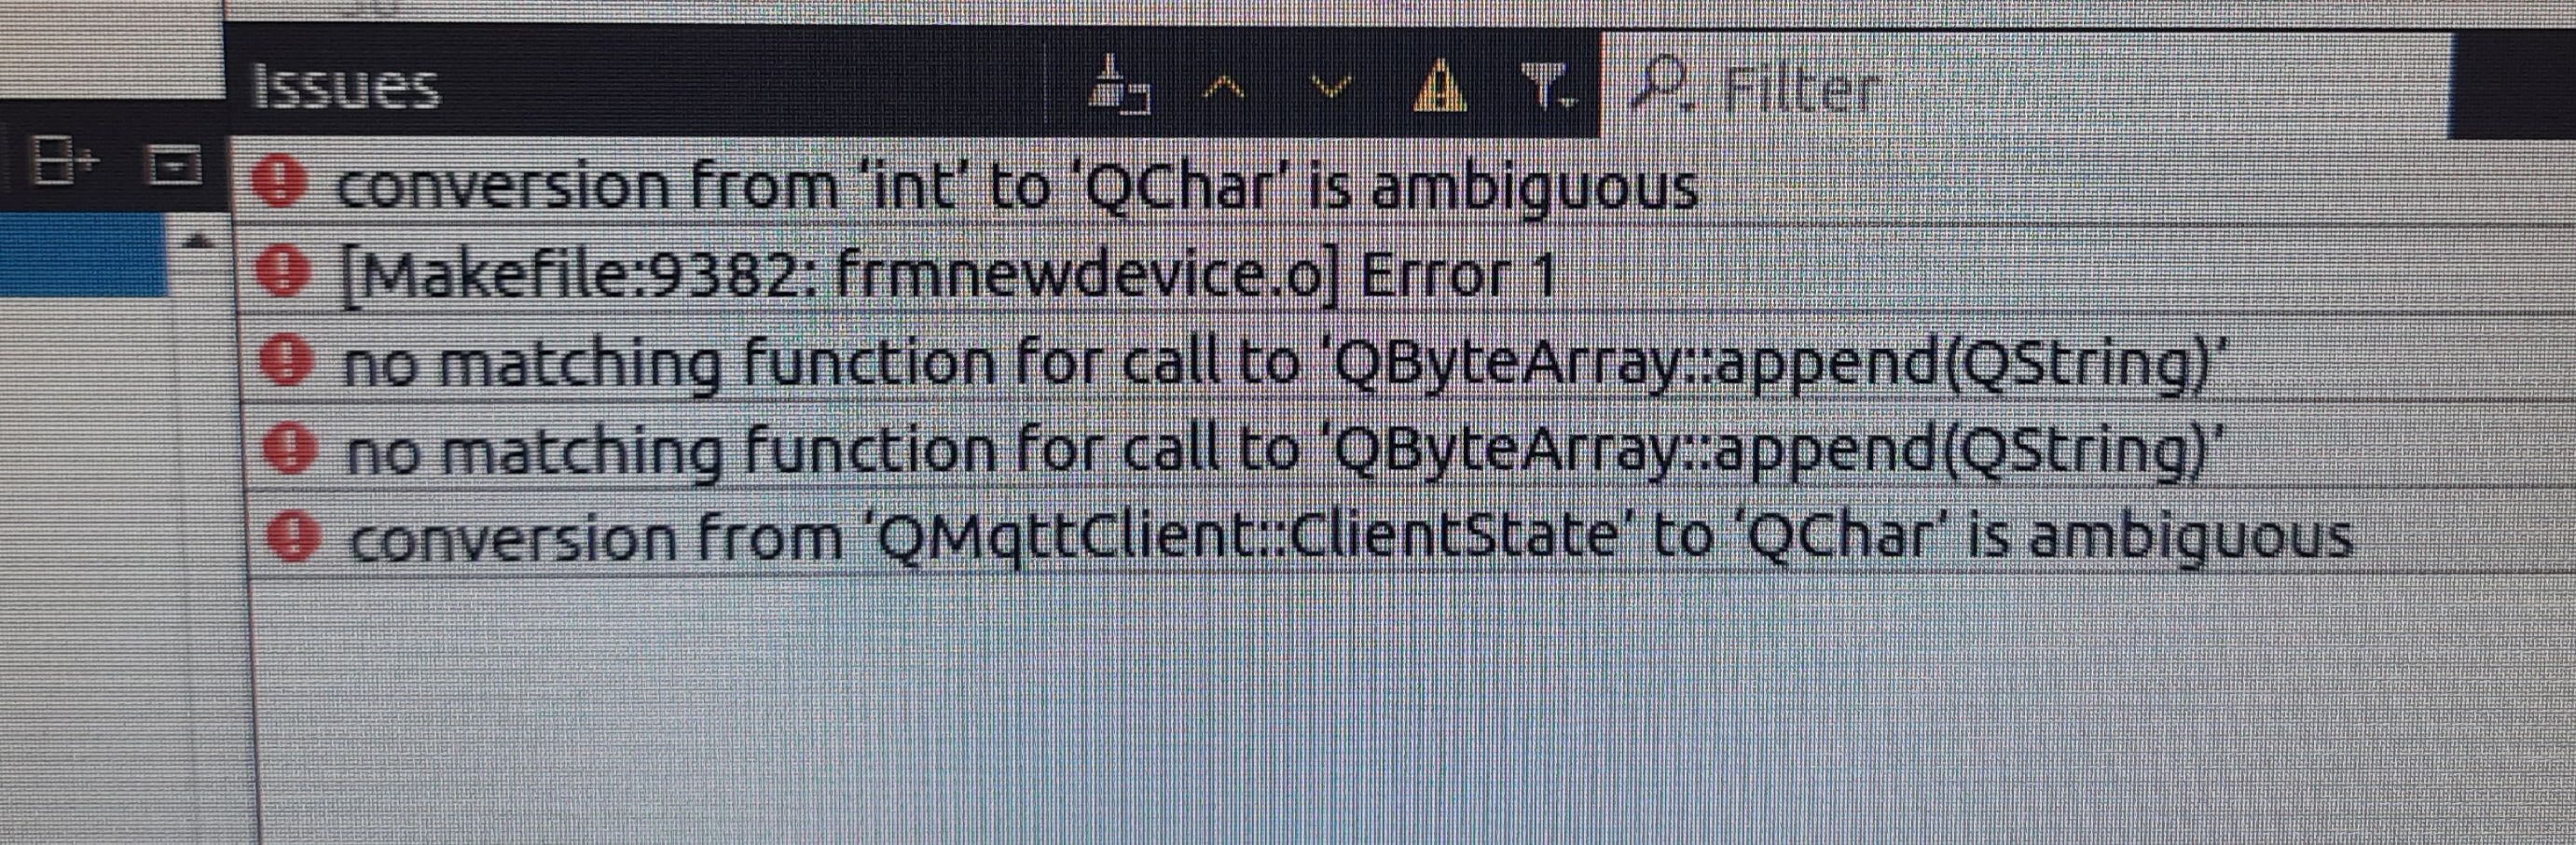 Issues
Filter
conversion from ‘int’ to ‘QChar’ is ambiguous
[Makefile:9382: frmnewdevice.o] Error 1
no matching function for call to ‘QByteArray::append(QString)’
no matching function for call to ‘QByteArray::append(QString)’
conversion from ‘QMqttClient::ClientState’ to ‘QChar’ is ambiguous